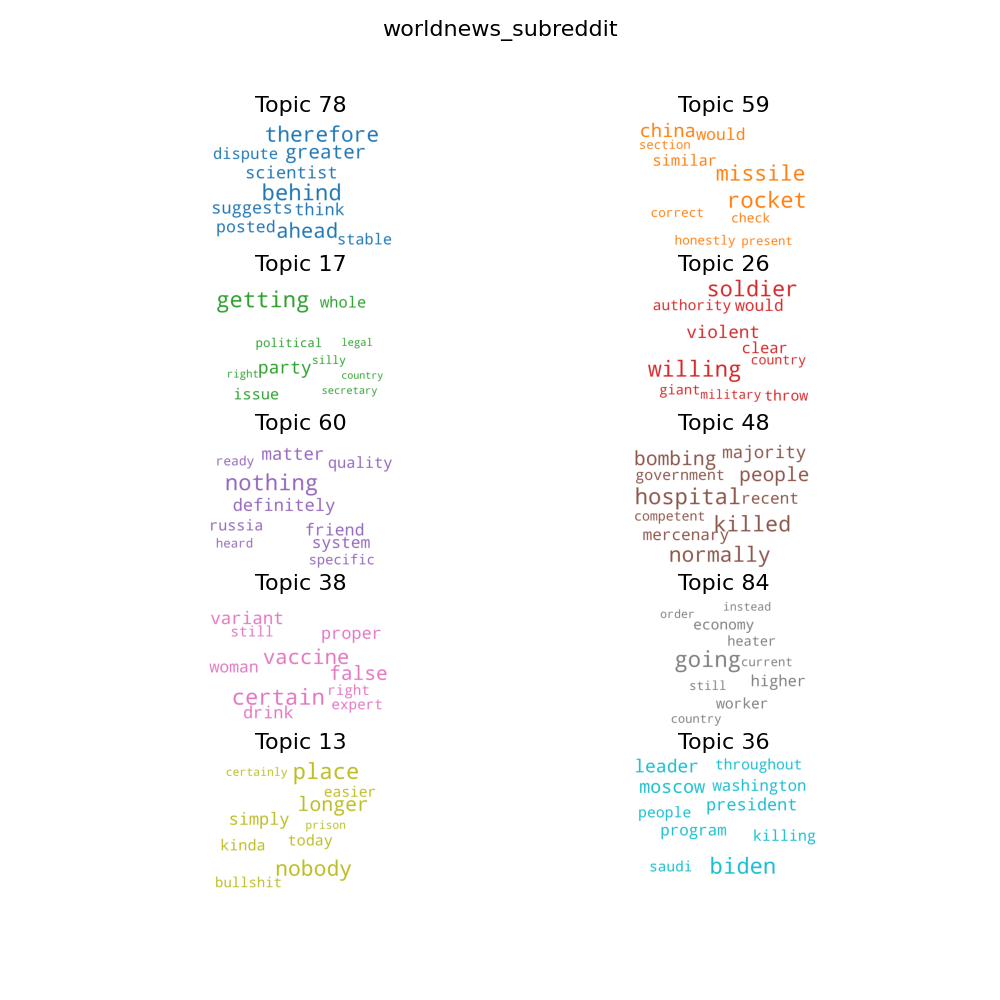 worldnews_subreddit
Topic 78
therefore
dispute greater
scientist
behind
suggests think
posted ahead
stable
Topic 59
china would
section
similar
missile
rocket
correct
check
honestly present
Topic 17
getting whole
political legal
silly
right party
country
issue
secretary
Topic 26
soldier
authority would
violent
clear
country
willing
giant military throw
Topic 60
ready matter quality
nothing
definitely
russia friend
heard system
specific
Topic 48
bombing majority
government people
hospital recent
competent killed
mercenary
normally
Topic 38
variant
still proper
vaccine
woman false
certain right
expert
drink
Topic 84
order instead
economy
heater
going current
still higher
worker
country
Topic 13
certainly place
easier
longer
simply prison
kinda today
nobody
bullshit
Topic 36
leader throughout
moscow washington
people president
program killing
saudi biden